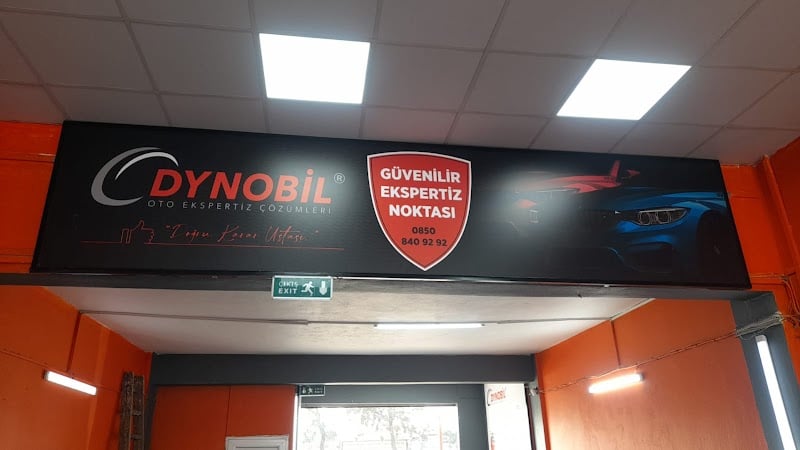 DYNOBİL®
OTO EKSPERTİZ ÇÖZÜMLERİ
"Doğru Karar Ustası"
GÜVENİLİR
EKSPERTİZ
NOKTASI
0850
840 92 92
ÇIKIŞ
EXIT